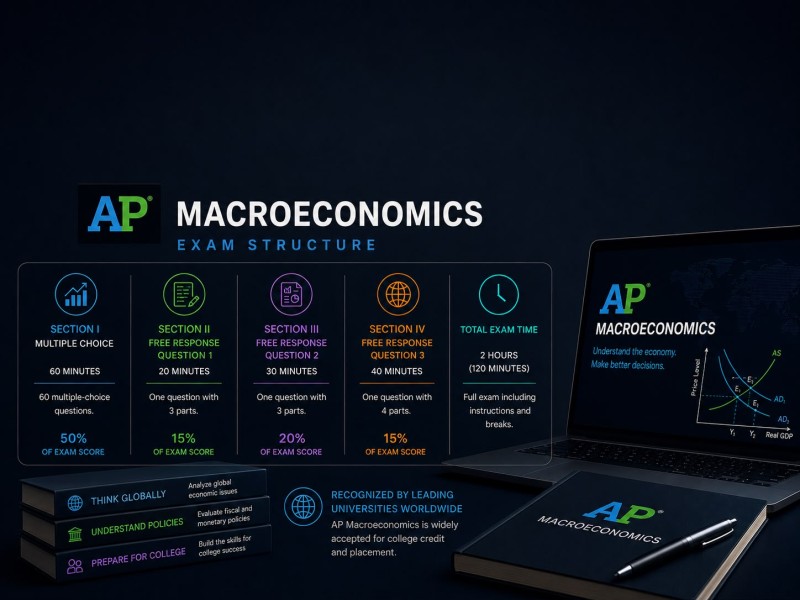 AP®
MACROECONOMICS
EXAM STRUCTURE
SECTION I
MULTIPLE CHOICE
60 MINUTES
60 multiple-choice
questions.
50%
OF EXAM SCORE
SECTION II
FREE RESPONSE
QUESTION 1
20 MINUTES
One question with
3 parts.
15%
OF EXAM SCORE
SECTION III
FREE RESPONSE
QUESTION 2
30 MINUTES
One question with
3 parts.
20%
OF EXAM SCORE
SECTION IV
FREE RESPONSE
QUESTION 3
40 MINUTES
One question with
4 parts.
15%
OF EXAM SCORE
TOTAL EXAM TIME
2 HOURS
(120 MINUTES)
Full exam including
instructions and
breaks.
AP®
MACROECONOMICS
Understand the economy.
Make better decisions.
Price Level
AS
E₁
E₁
E₂
AD₁
AD₂
Y₁
Y₂
Real GDP
THINK GLOBALLY
Analyze global
economic issues
UNDERSTAND POLICIES
Evaluate fiscal and
monetary policies
PREPARE FOR COLLEGE
Build the skills for
college success
RECOGNIZED BY LEADING
UNIVERSITIES WORLDWIDE
AP Macroeconomics is widely
accepted for college credit
and placement.
AP®
MACROECONOMICS